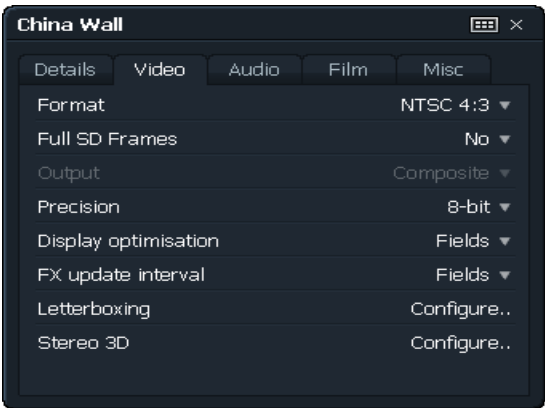 China Wall
Details Video Audio Film Misc
Format NTSC 4:3
Full SD Frames No
Output Composite
Precision 8-bit
Display optimisation Fields
FX update interval Fields
Letterboxing Configure..
Stereo 3D Configure..